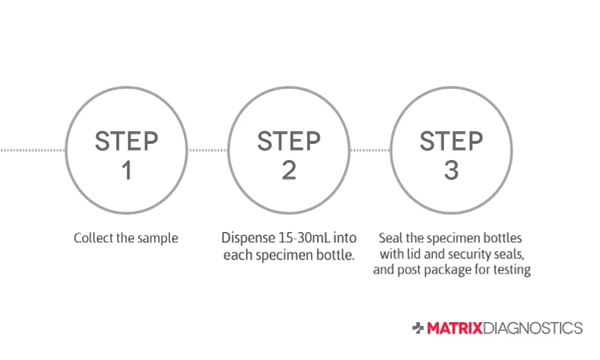 STEP
1
STEP
2
STEP
3
Collect the sample
Dispense 15-30mL into
each specimen bottle.
Seal the specimen bottles
with lid and security seals,
and post package for testing
MATRIXDIAGNOSTICS